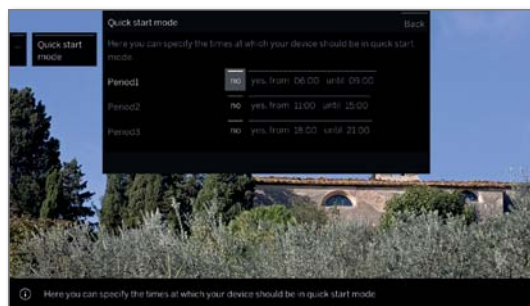 Quick start mode
Back
Quick start
mode
Here you can specify the times at which your device should be in quick start
mode.
Period1 no yes, from 06:00 until 09:00
Period2 no yes, from 11:00 until 15:00
Period3 no yes, from 18:00 until 21:00
Here you can specify the times at which your device should be in quick start mode